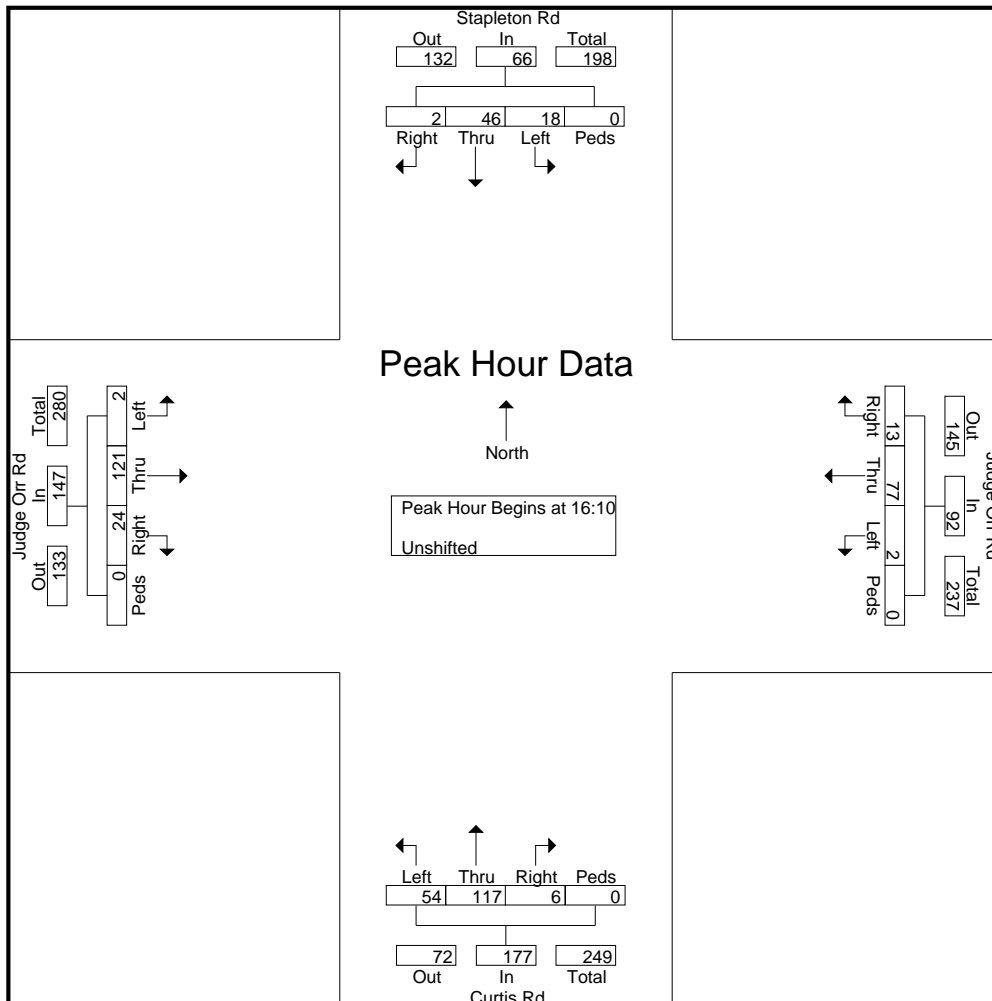 Stapleton Rd
Out In Total
132 66 198
2 46 18 0
Right Thru Left Peds
Peak Hour Data
North
Peak Hour Begins at 16:10
Unshifted
Judge Orr Rd
Total In Out
280 147 133
2 121 24 0
Left Thru Right Peds
Right Thru Left Peds
13 77 2 0
Out In Total
145 92 237
Judge Orr Rd
Left Thru Right Peds
54 117 6 0
72 177 249
Out In Total
Curtis Rd